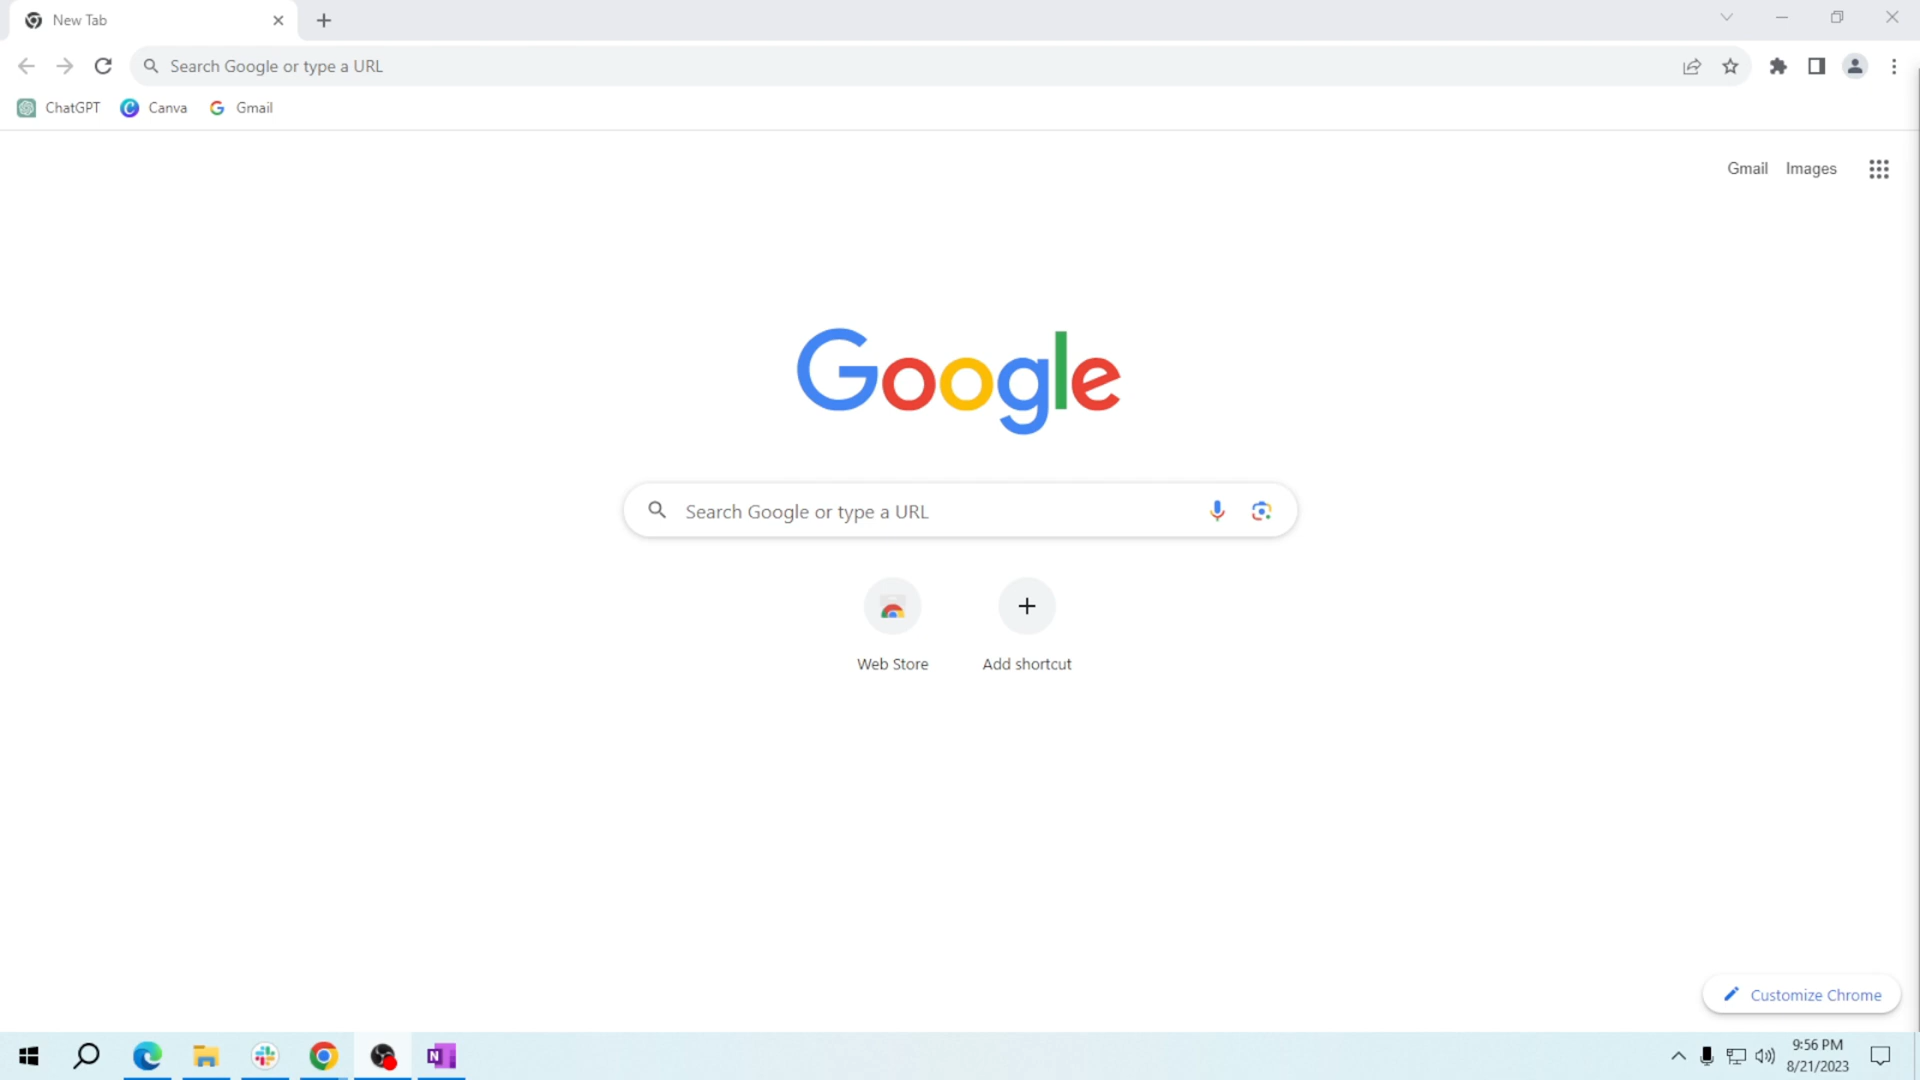 New Tab
Search Google or type a URL
ChatGPT Canva Gmail
Gmail Images
Google
Search Google or type a URL
Web Store Add shortcut
Customize Chrome
9:56 PM
8/21/2023